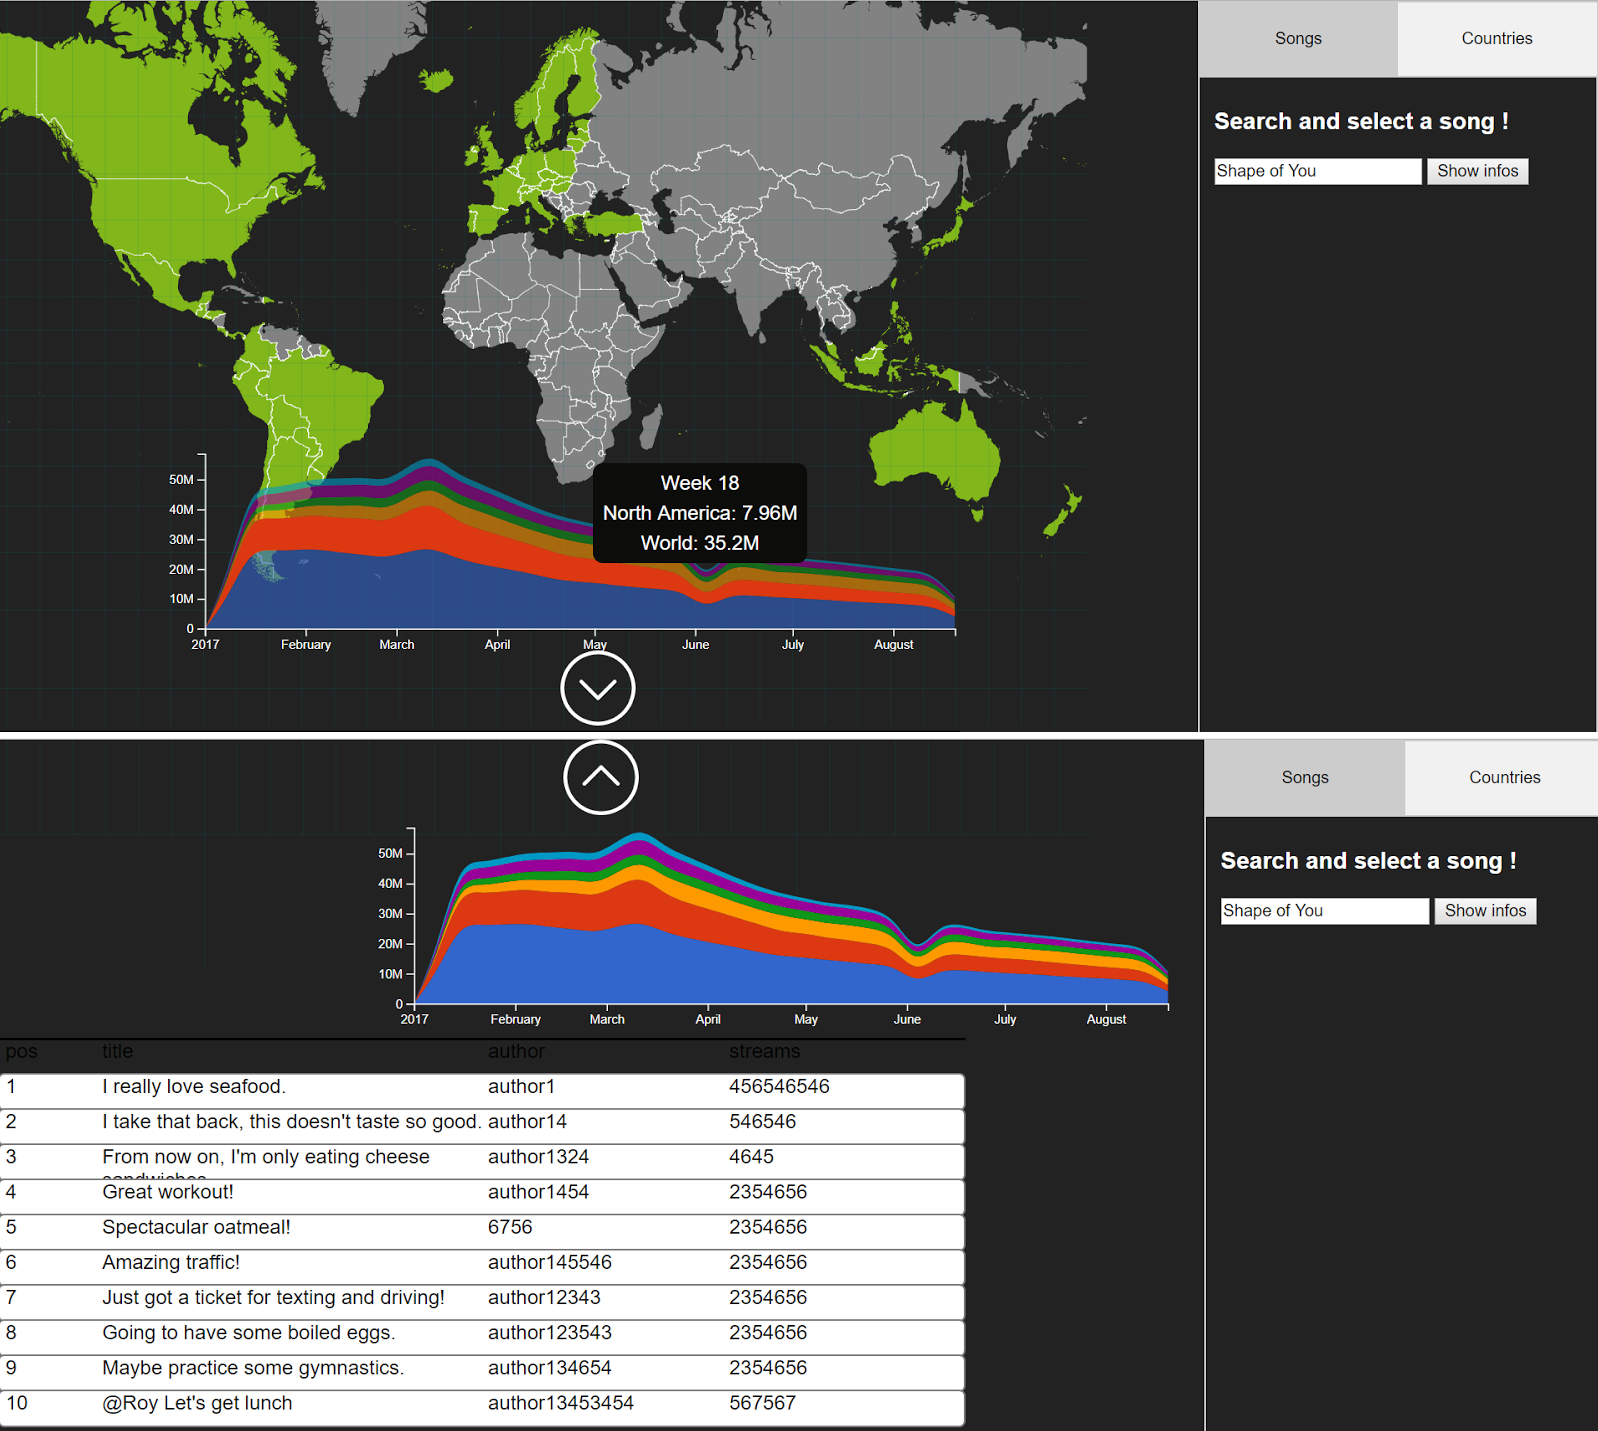 Songs Countries
Search and select a song !
Shape of You Show infos
Week 18
North America: 7.96M
World: 35.2M
50M
40M
30M
20M
10M
0
2017 February March April May June July August
Songs Countries
Search and select a song !
Shape of You Show infos
50M
40M
30M
20M
10M
0
2017 February March April May June July August
pos title author streams
1 I really love seafood. author1 456546546
2 I take that back, this doesn't taste so good. author14 546546
3 From now on, I'm only eating cheese author1324 4645
sandwiches
4 Great workout! author1454 2354656
5 Spectacular oatmeal! 6756 2354656
6 Amazing traffic! author145546 2354656
7 Just got a ticket for texting and driving! author12343 2354656
8 Going to have some boiled eggs. author123543 2354656
9 Maybe practice some gymnastics. author134654 2354656
10 @Roy Let's get lunch author13453454 567567